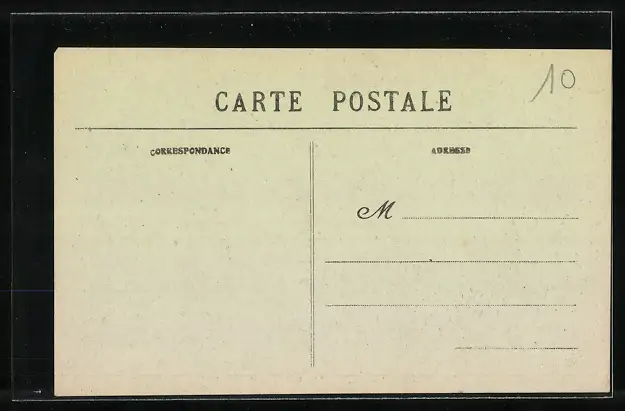 10
CARTE POSTALE
CORRESPONDANCE
ADRESSE
M